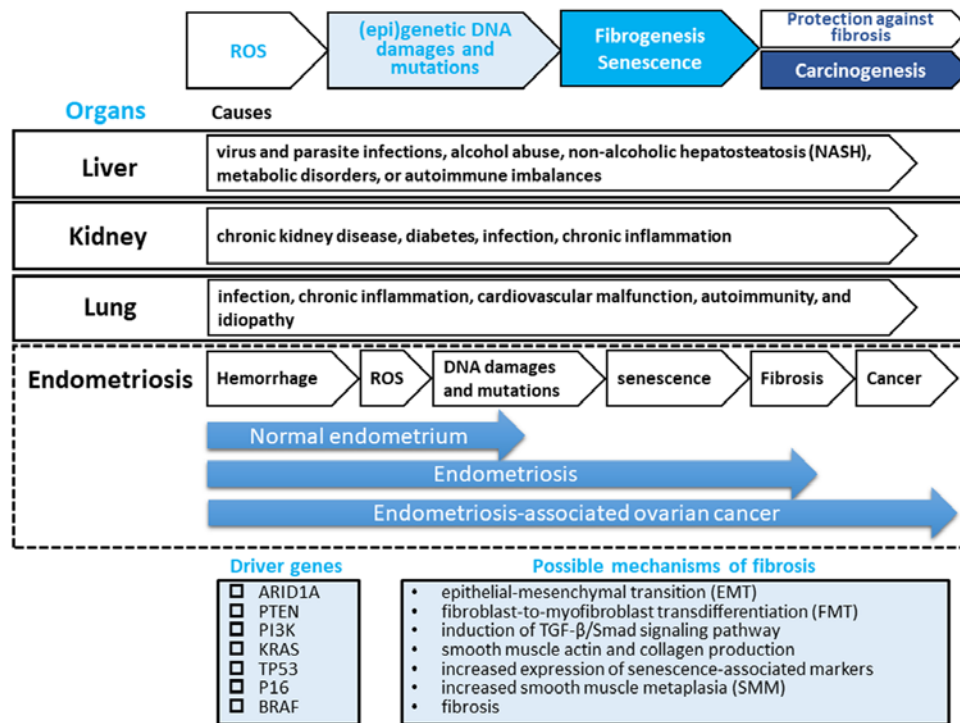 ROS
(epi)genetic DNA
damages and
mutations
Fibrogenesis
Senescence
Protection against
fibrosis
Carcinogenesis
Organs
Causes
Liver
virus and parasite infections, alcohol abuse, non-alcoholic hepatosteatosis (NASH),
metabolic disorders, or autoimmune imbalances
Kidney
chronic kidney disease, diabetes, infection, chronic inflammation
Lung
infection, chronic inflammation, cardiovascular malfunction, autoimmunity, and
idiopathy
Endometriosis
Hemorrhage
ROS
DNA damages
and mutations
senescence
Fibrosis
Cancer
Normal endometrium
Endometriosis
Endometriosis-associated ovarian cancer
Driver genes
ARID1A
PTEN
PI3K
KRAS
TP53
P16
BRAF
Possible mechanisms of fibrosis
• epithelial-mesenchymal transition (EMT)
• fibroblast-to-myofibroblast transdifferentiation (FMT)
• induction of TGF-β/Smad signaling pathway
• smooth muscle actin and collagen production
• increased expression of senescence-associated markers
• increased smooth muscle metaplasia (SMM)
• fibrosis